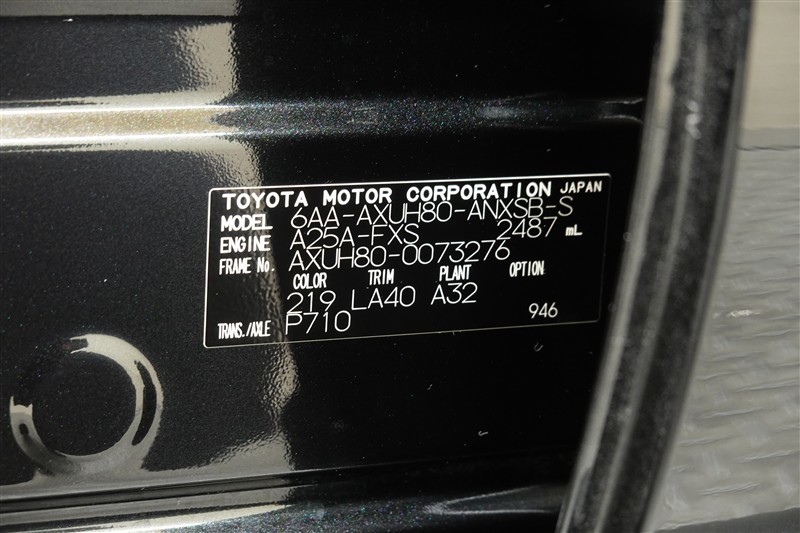 TOYOTA MOTOR CORPORATION JAPAN
MODEL 6AA-AXUH80-ANXSB-S
ENGINE A25A-FXS 2487 mL
FRAME No. AXUH80-0073276
COLOR TRIM PLANT OPTION
219 LA40 A32
TRANS./AXLE P710 946